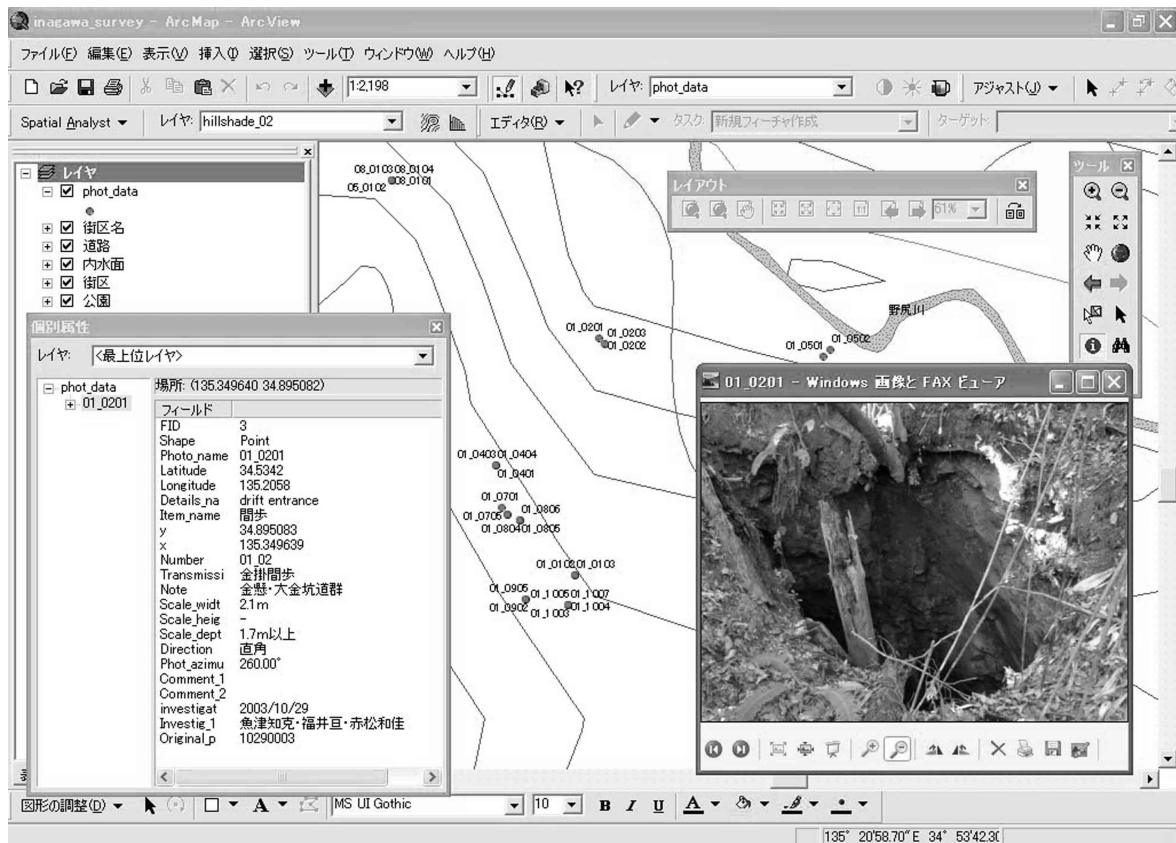 inagawa_survey - ArcMap - ArcView
ファイル(F) 編集(E) 表示(V) 挿入(I) 選択(S) ツール(T) ウィンドウ(W) ヘルプ(H)
1:2,198 レイヤ: phot_data アジャスト(J)
Spatial Analyst レイヤ: hillshade_02 エディタ(R) タスク: 新規フィーチャ作成 ターゲット:
レイヤ
phot_data
街区名
道路
内水面
街区
公園
08_0103 08_0104
05_0102 08_0161
レイアウト
61%
ツール
野尻川
01_0201 01_0203
01_0202
01_0501 01_0502
01_0403 01_0404
01_0401
01_0701
01_0705 01_0806
01_0804 01_0805
01_0102 01_0103
01_0905 01_1005 01_1007
01_0902 01_1003 01_1004
個別属性
レイヤ: <最上位レイヤ>
phot_data
01_0201
場所: (135.349640 34.895082)
フィールド
FID 3
Shape Point
Photo_name 01_0201
Latitude 34.5342
Longitude 135.2058
Details_na drift entrance
Item_name 間歩
y 34.895083
x 135.349639
Number 01_02
Transmissi 金掛間歩
Note 金懸・大金坑道群
Scale_widt 2.1m
Scale_heig -
Scale_dept 1.7m以上
Direction 直角
Phot_azimu 260.00°
Comment_1
Comment_2
investigat 2003/10/29
Investig_1 魚津知克・福井亘・赤松和佳
Original_p 10290003
01_0201 - Windows 画像と FAX ビューア
図形の調整(D) A MS UI Gothic 10 B I U A
135° 20'58.70"E 34° 53'42.3